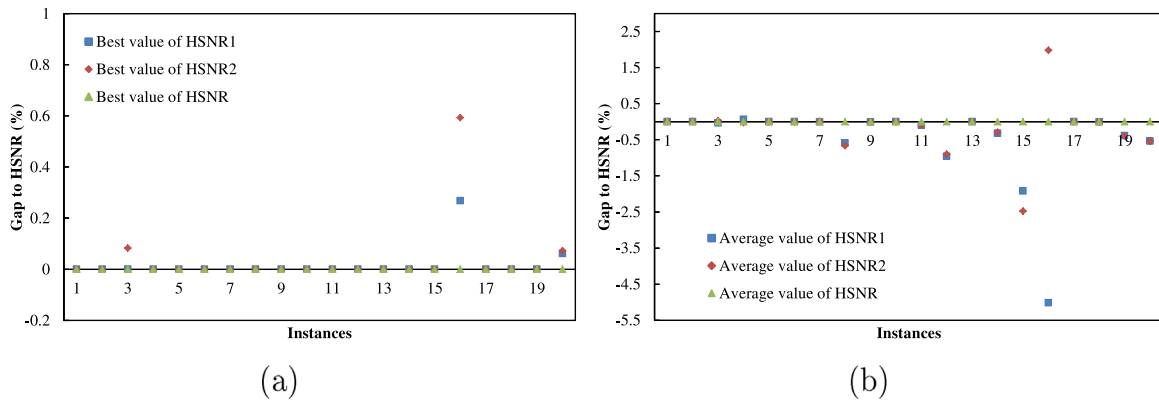 1
0.8
0.6
0.4
0.2
0
-0.2
Gap to HSNR (%)
Best value of HSNR1
Best value of HSNR2
Best value of HSNR
1 3 5 7 9 11 13 15 17 19
Instances
(a)
2.5
1.5
0.5
-0.5
-1.5
-2.5
-3.5
-4.5
-5.5
Gap to HSNR (%)
1 3 5 7 9 11 13 15 17 19
Average value of HSNR1
Average value of HSNR2
Average value of HSNR
Instances
(b)